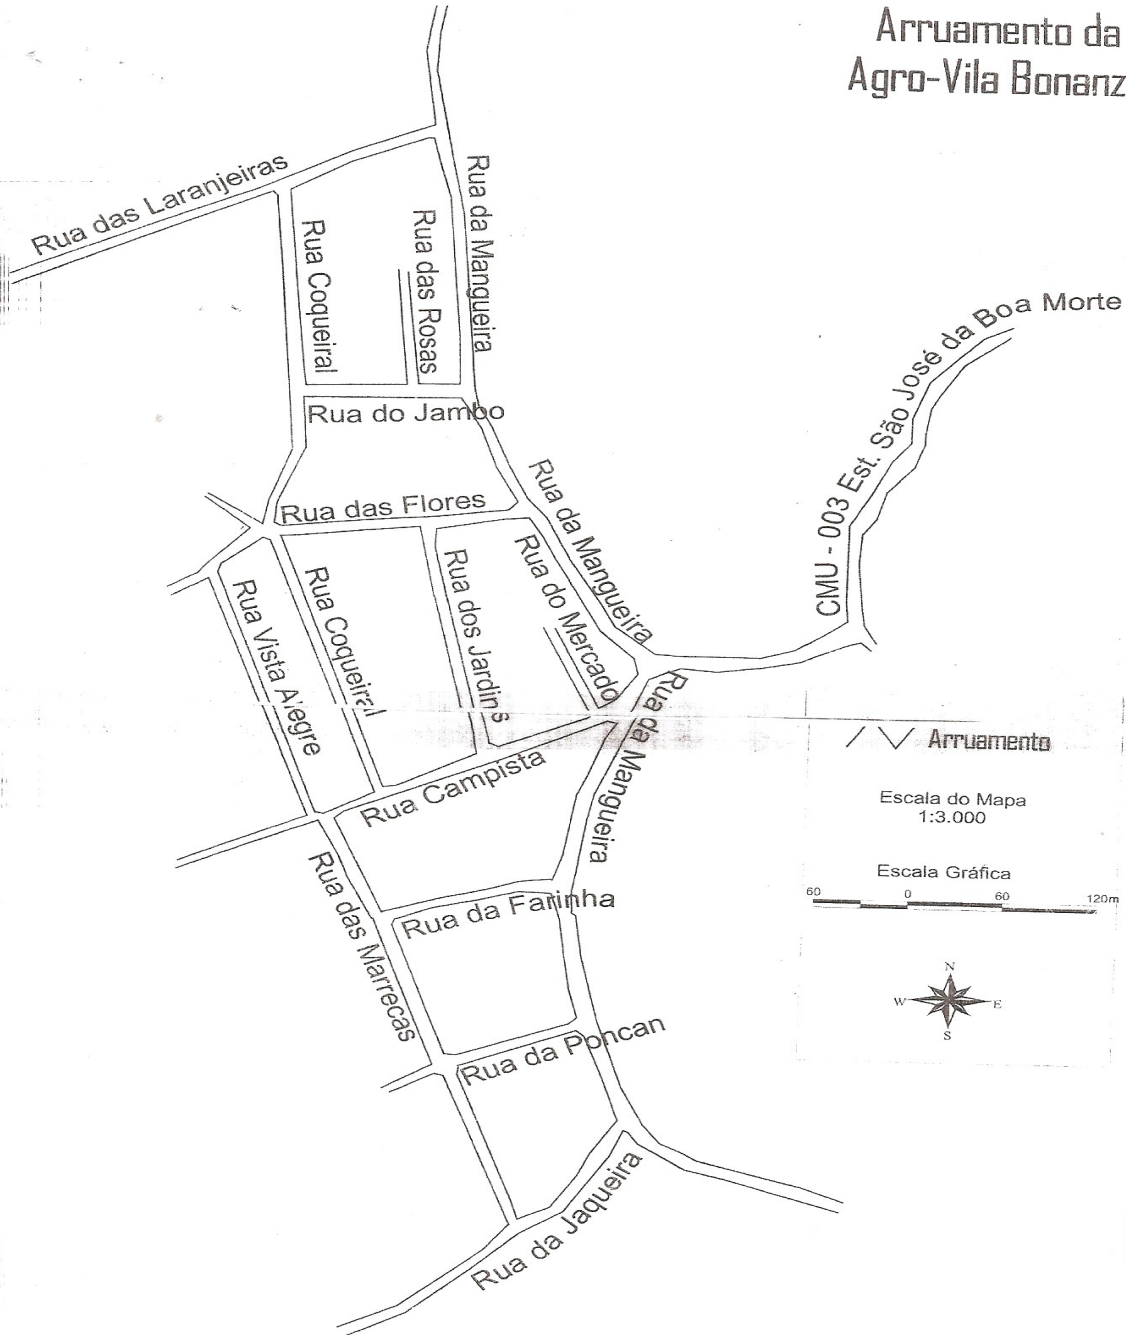 Arruamento da
Agro-Vila Bonanz
Rua das Laranjeiras
Rua da Mangueira
Rua Coqueiral
Rua das Rosas
Rua do Jambo
CMU - 003 Est. São José da Boa Morte
Rua das Flores
Rua da Mangueira
Rua do Mercado
Rua dos Jardins
Rua Coqueiral
Rua Vista Alegre
Rua da Mangueira
Arruamento
Rua Campista
Escala do Mapa
1:3.000
Escala Gráfica
60 0 60 120m
Rua das Marrecas
Rua da Farinha
N
W E
S
Rua da Poncan
Rua da Jaqueira